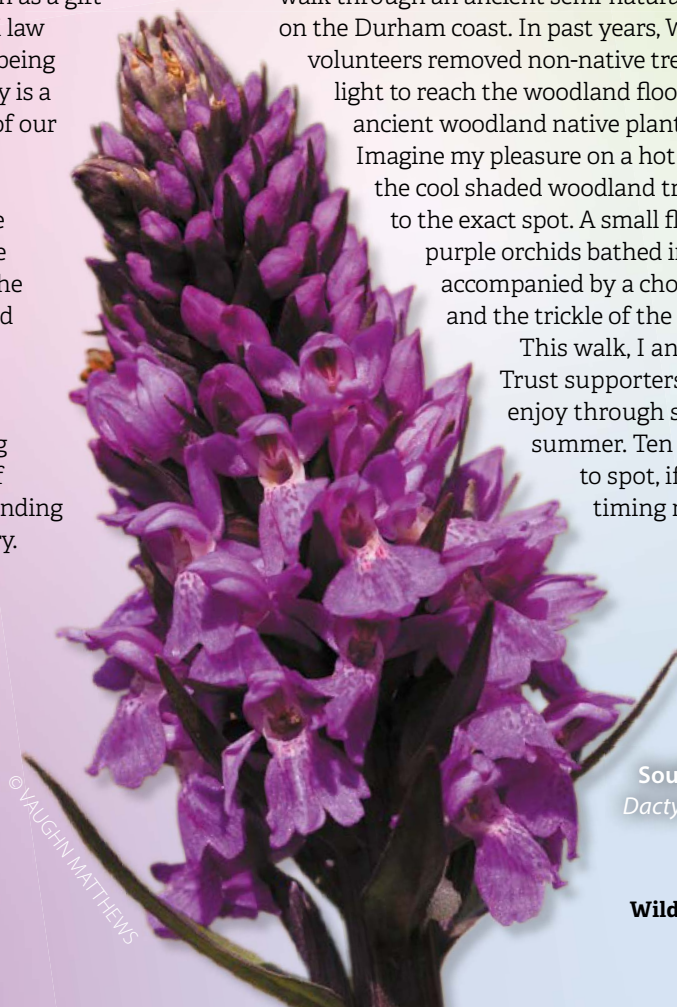 as a gift
law
being
y is a
of our
e
e
he
d
g
f
nding
y.
walk through an ancient semi-natural
on the Durham coast. In past years, W
volunteers removed non-native tre
light to reach the woodland floo
ancient woodland native plant
Imagine my pleasure on a hot
the cool shaded woodland tr
to the exact spot. A small fl
purple orchids bathed i
accompanied by a cho
and the trickle of the
This walk, I an
Trust supporters
enjoy through s
summer. Ten
to spot, if
timing
© VAUGHN MATTHEWS
Sou
Dacty
Wild